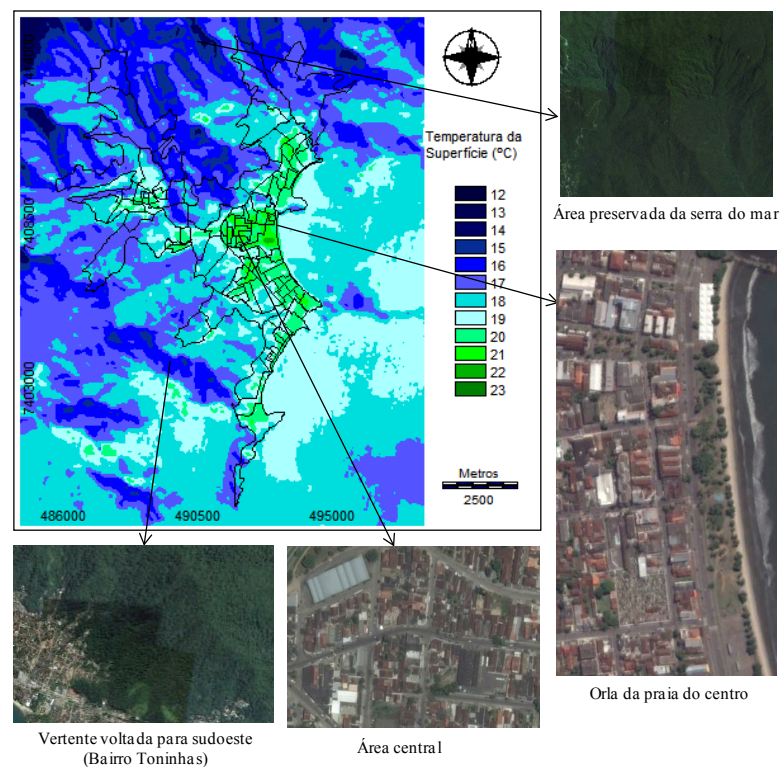 Temperatura da
Superfície (ºC)
12
13
14
15
16
17
18
19
20
21
22
23
7408500
7403000
Metros
2500
486000 490500 495000
Área preservada da serra do mar
Orla da praia do centro
Vertente voltada para sudoeste
(Bairro Toninhas)
Área central